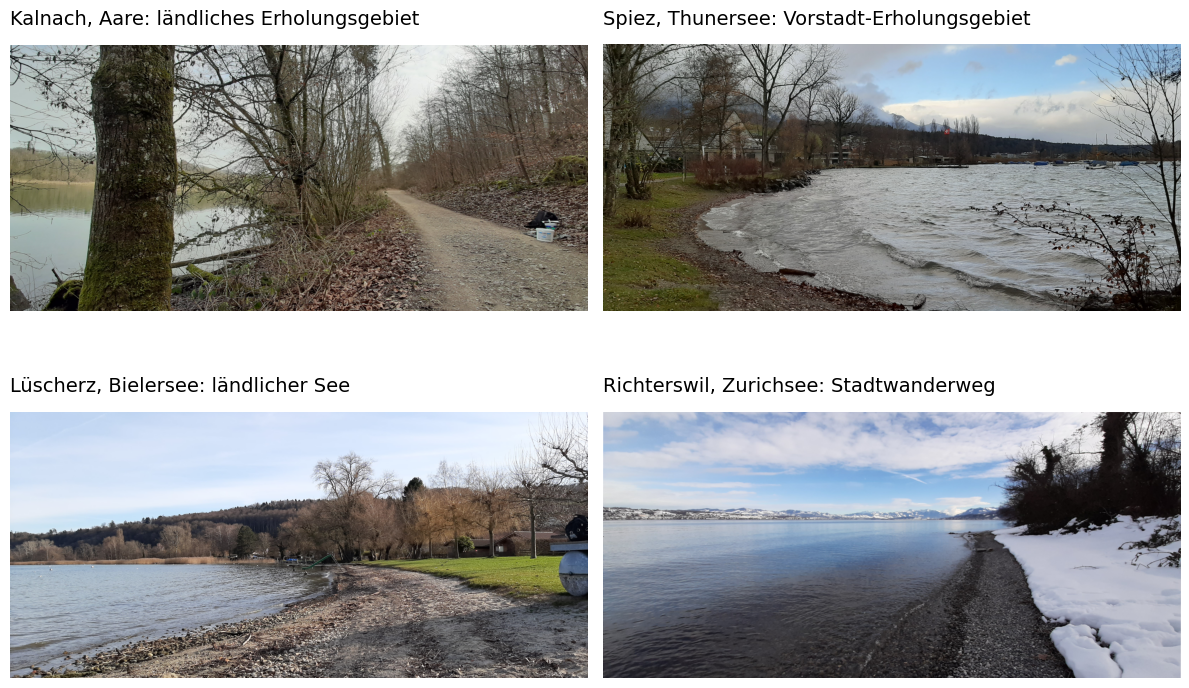 Kalnach, Aare: ländliches Erholungsgebiet
Spiez, Thunersee: Vorstadt-Erholungsgebiet
Lüscherz, Bielersee: ländlicher See
Richterswil, Zurichsee: Stadtwanderweg